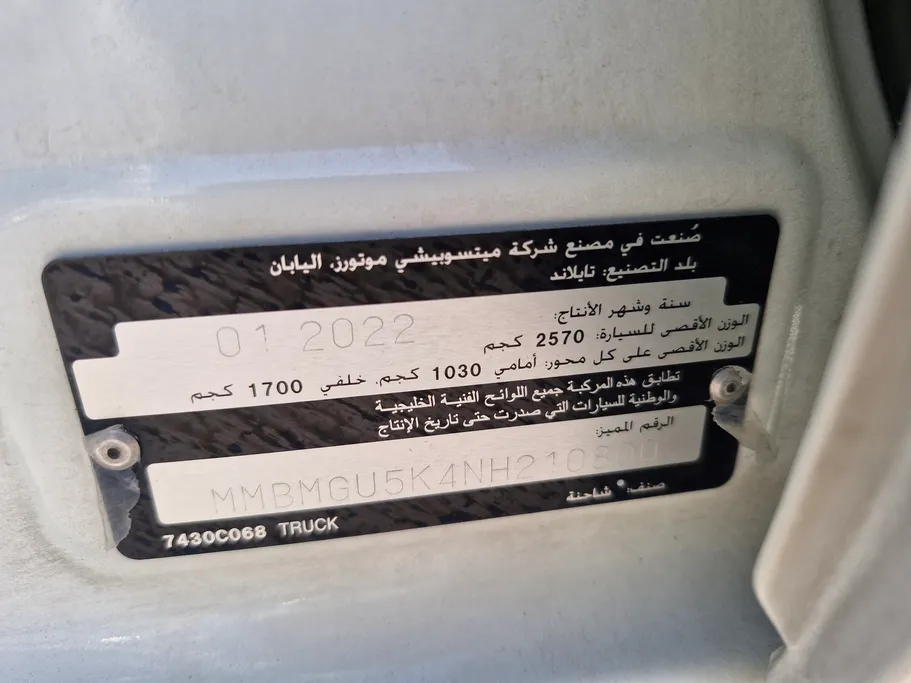 صُنعت في مصنع شركة ميتسوبيشي موتورز، اليابان
بلد التصنيع: تايلاند
سنة وشهر الأنتاج: 01 2022
الوزن الأقصى للسيارة: 2570 كجم
الوزن الأقصى على كل محور: أمامي 1030 كجم، خلفي 1700 كجم
تطابق هذه المركبة جميع اللوائح الفنية الخليجية
والوطنية للسيارات التي صدرت حتى تاريخ الإنتاج
الرقم المميز:
صنف: شاحنة
7430C068 TRUCK